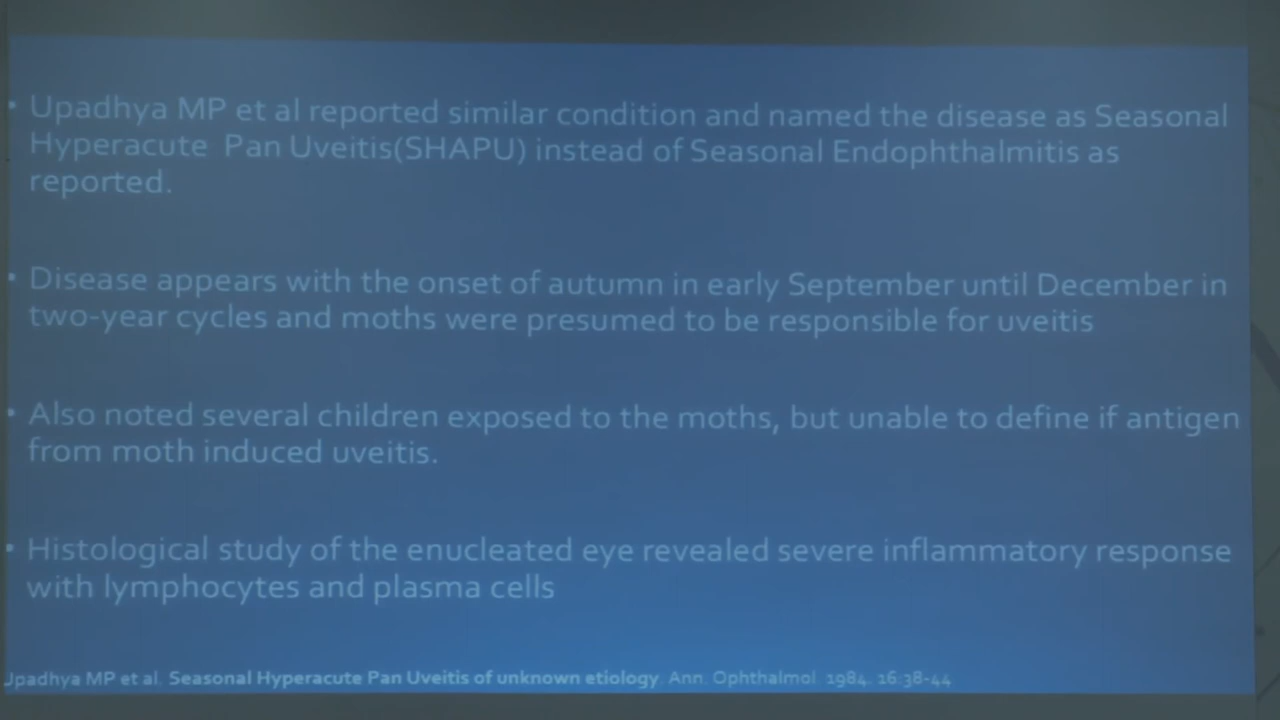 • Upadhya MP et al reported similar condition and named the disease as Seasonal
Hyperacute Pan Uveitis(SHAPU) instead of Seasonal Endophthalmitis as
reported.
• Disease appears with the onset of autumn in early September until December in
two-year cycles and moths were presumed to be responsible for uveitis
• Also noted several children exposed to the moths, but unable to define if antigen
from moth induced uveitis.
• Histological study of the enucleated eye revealed severe inflammatory response
with lymphocytes and plasma cells
Upadhya MP et al. Seasonal Hyperacute Pan Uveitis of unknown etiology. Ann. Ophthalmol. 1984. 16:38-44